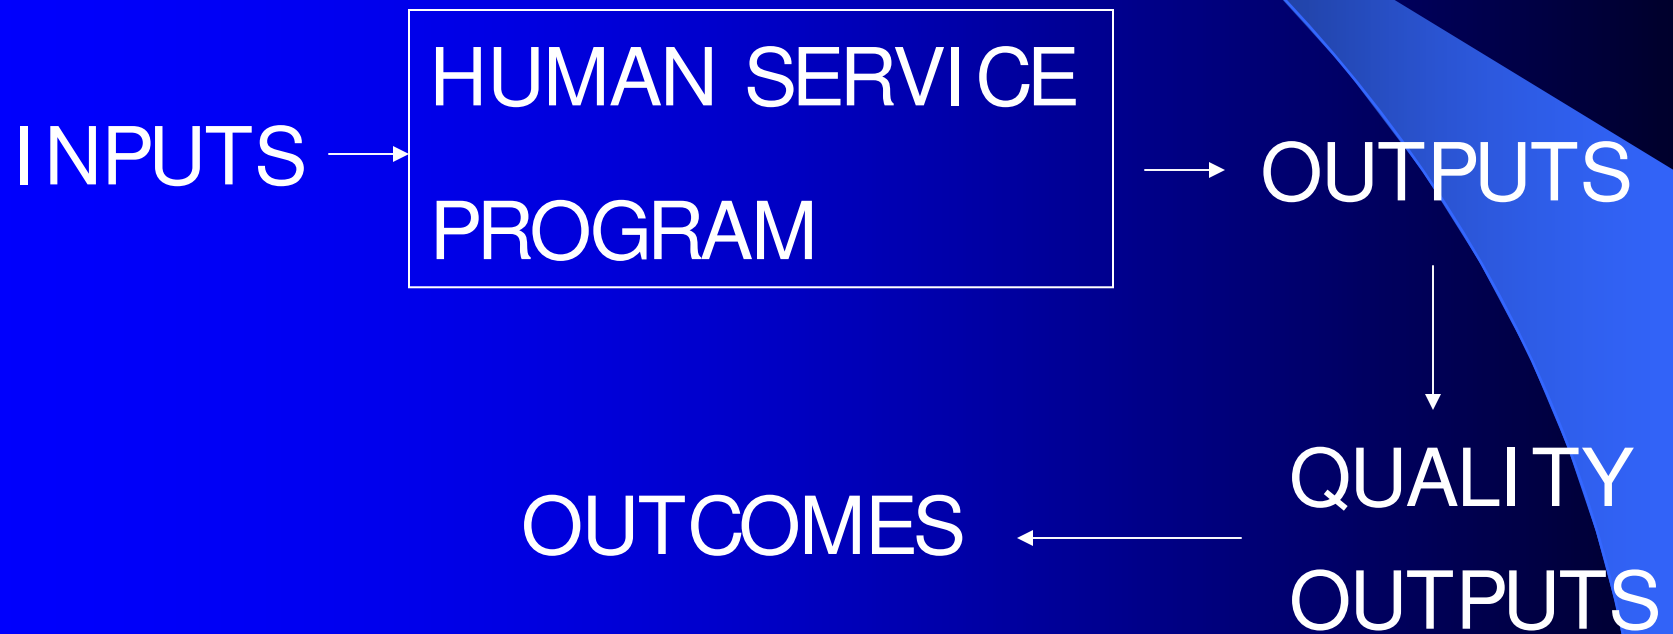 INPUTS
HUMAN SERVICE
PROGRAM
OUTPUTS
QUALITY
OUTPUTS
OUTCOMES